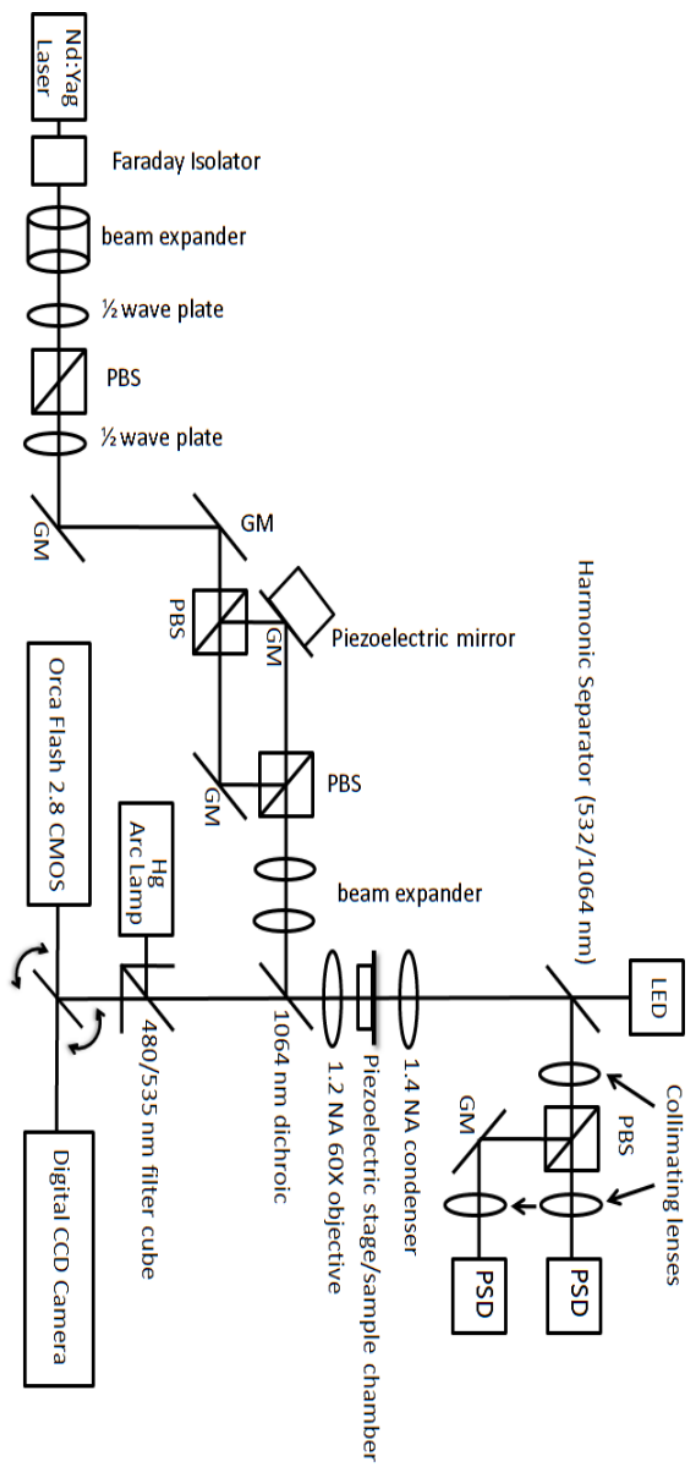 Nd:Yag
Laser
Faraday Isolator
beam expander
½ wave plate
PBS
½ wave plate
GM
GM
PBS
GM
Piezoelectric mirror
GM
PBS
beam expander
Harmonic Separator (532/1064 nm)
LED
Collimating lenses
PBS
GM
PSD
PSD
1.4 NA condenser
Piezoelectric stage/sample chamber
1.2 NA 60X objective
1064 nm dichroic
480/535 nm filter cube
Hg
Arc Lamp
Orca Flash 2.8 CMOS
Digital CCD Camera